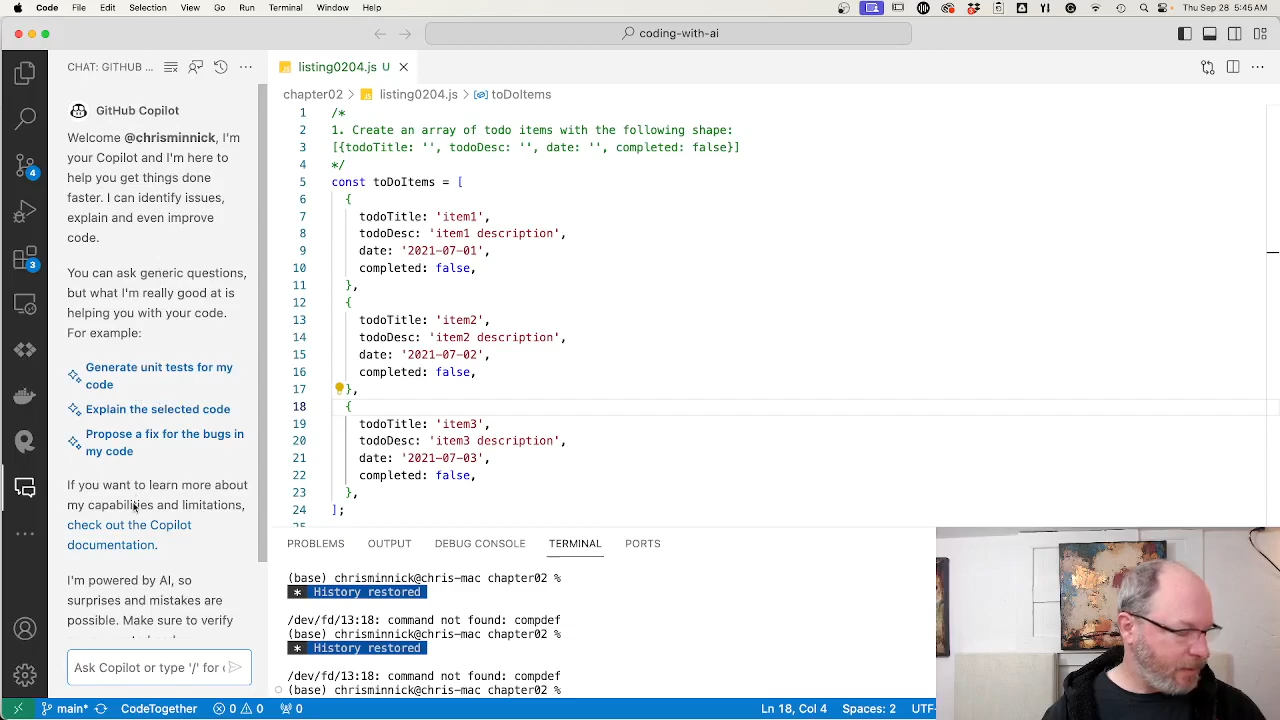 Code File Edit Selection View Go Run Terminal Window Help Thu Sep 28 5:45 AM
coding-with-ai
CHAT: GITHUB ...
GitHub Copilot
Welcome @chrisminnick, I'm
your Copilot and I'm here to
help you get things done
faster. I can identify issues,
explain and even improve
code.
You can ask generic questions,
but what I'm really good at is
helping you with your code.
For example:
Generate unit tests for my
code
Explain the selected code
Propose a fix for the bugs in
my code
If you want to learn more about
my capabilities and limitations,
check out the Copilot
documentation.
I'm powered by AI, so
surprises and mistakes are
possible. Make sure to verify
Ask Copilot or type '/' for
4
3
listing0204.js U
chapter02 > listing0204.js > toDoItems
1 /*
2 1. Create an array of todo items with the following shape:
3 [{todoTitle: '', todoDesc: '', date: '', completed: false}]
4 */
5 const toDoItems = [
6 {
7 todoTitle: 'item1',
8 todoDesc: 'item1 description',
9 date: '2021-07-01',
10 completed: false,
11 },
12 {
13 todoTitle: 'item2',
14 todoDesc: 'item2 description',
15 date: '2021-07-02',
16 completed: false,
17 },
18 {
19 todoTitle: 'item3',
20 todoDesc: 'item3 description',
21 date: '2021-07-03',
22 completed: false,
23 },
24 ];
25
PROBLEMS OUTPUT DEBUG CONSOLE TERMINAL PORTS
(base) chrisminnick@chris-mac chapter02 %
* History restored
/dev/fd/13:18: command not found: compdef
(base) chrisminnick@chris-mac chapter02 %
* History restored
/dev/fd/13:18: command not found: compdef
(base) chrisminnick@chris-mac chapter02 %
main* CodeTogether 0 0 0 Ln 18, Col 4 Spaces: 2 UTF-